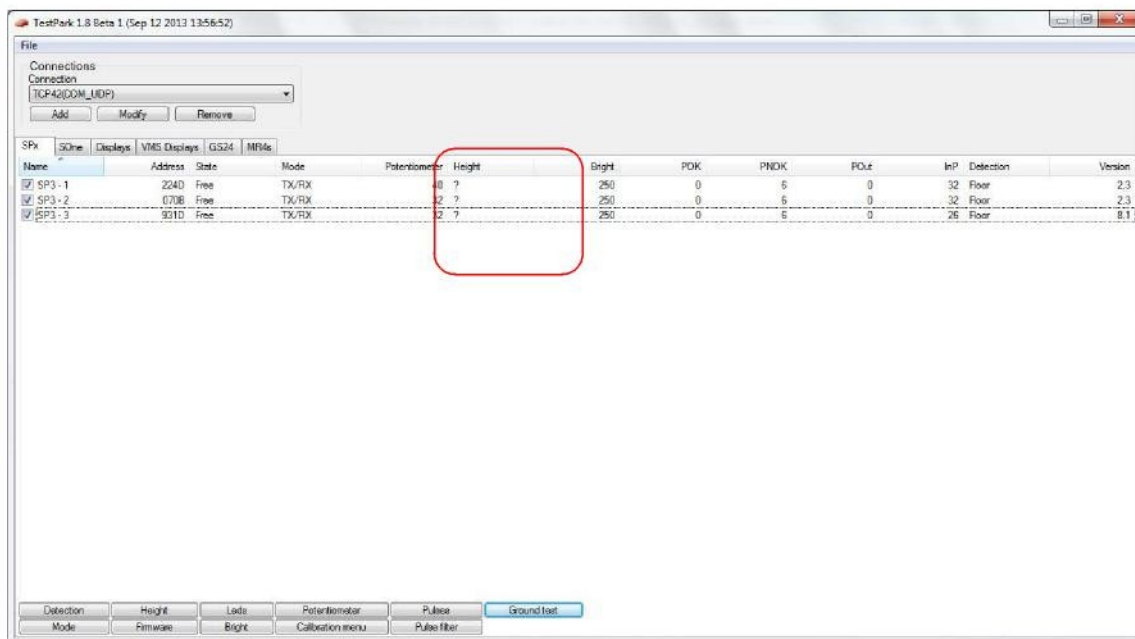 TestPark 1.8 Beta 1 (Sep 12 2013 13:56:52)
File
Connections
Connection
TCP42(COM_UDP)
Add Modify Remove
SPx SOne Displays VMS Displays GS24 MR4s
Name Address State Mode Potentiometer Height Bright PDK PNDK POut InP Detection Version
SP3 - 1 224D Free TX/RX 40 ? 250 0 6 0 32 Floor 2.3
SP3 - 2 070B Free TX/RX 32 ? 250 0 6 0 32 Floor 2.3
SP3 - 3 931D Free TX/RX 32 ? 250 0 6 0 26 Floor 8.1
Detection Height Leds Potentiometer Pulses Ground test
Mode Firmware Bright Calibration menu Pulse filter